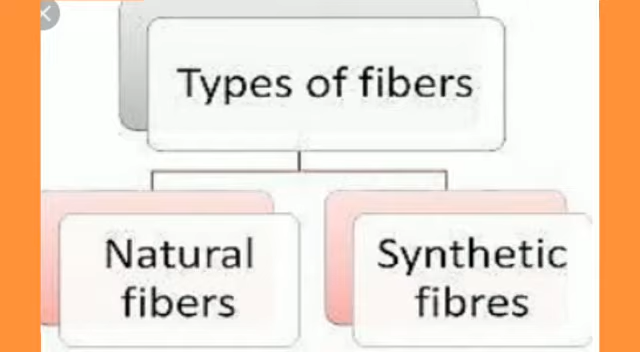 Types of fibers
Natural
fibers
Synthetic
fibres